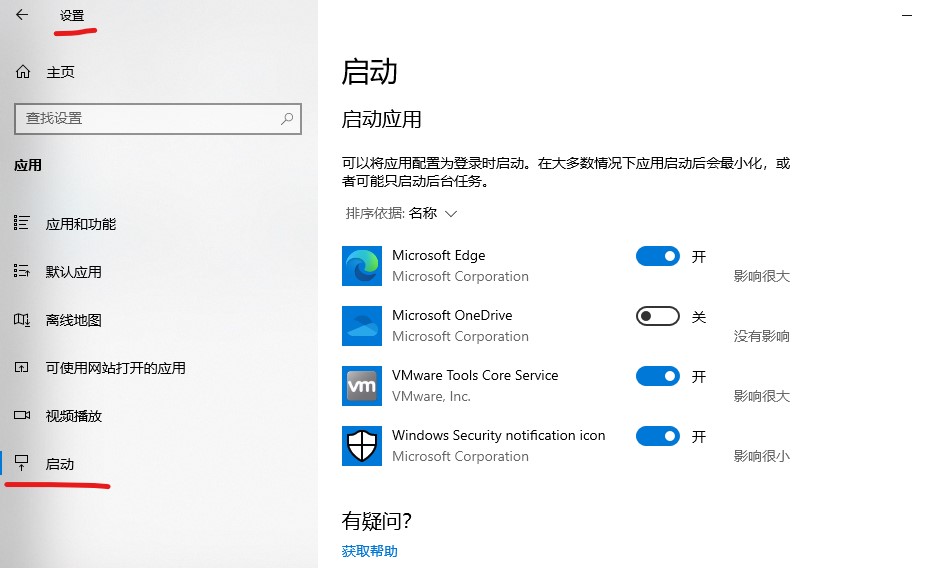 设置
主页
查找设置
应用
应用和功能
默认应用
离线地图
可使用网站打开的应用
视频播放
启动
启动
启动应用
可以将应用配置为登录时启动。在大多数情况下应用启动后会最小化，或
者可能只启动后台任务。
排序依据: 名称
Microsoft Edge
Microsoft Corporation
开
影响很大
Microsoft OneDrive
Microsoft Corporation
关
没有影响
vm
VMware Tools Core Service
VMware, Inc.
开
影响很大
Windows Security notification icon
Microsoft Corporation
开
影响很小
有疑问?
获取帮助